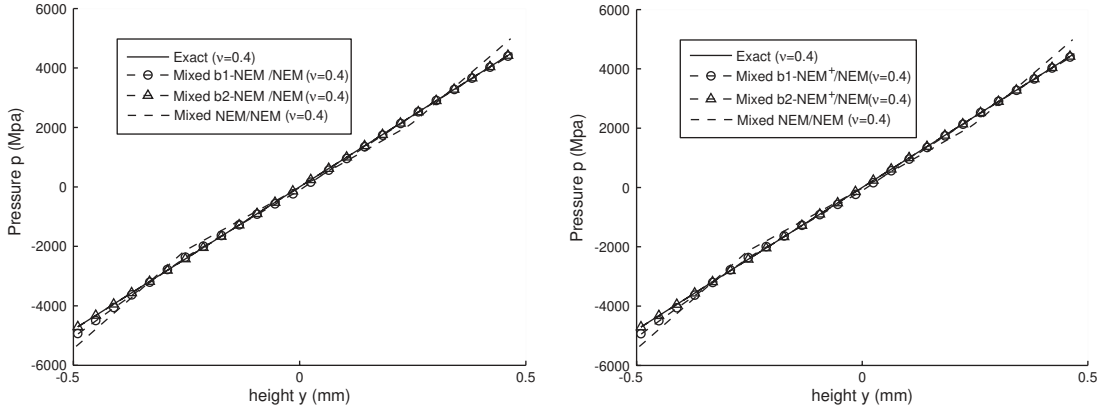 6000
4000
2000
0
-2000
-4000
-6000
Pressure p (Mpa)
Exact (ν=0.4)
Mixed b1-NEM /NEM (ν=0.4)
Mixed b2-NEM /NEM (ν=0.4)
Mixed NEM/NEM (ν=0.4)
-0.5
0
0.5
height y (mm)
6000
4000
2000
0
-2000
-4000
-6000
Pressure p (Mpa)
Exact (ν=0.4)
Mixed b1-NEM⁺/NEM(ν=0.4)
Mixed b2-NEM⁺/NEM(ν=0.4)
Mixed NEM/NEM (ν=0.4)
-0.5
0
0.5
height y (mm)